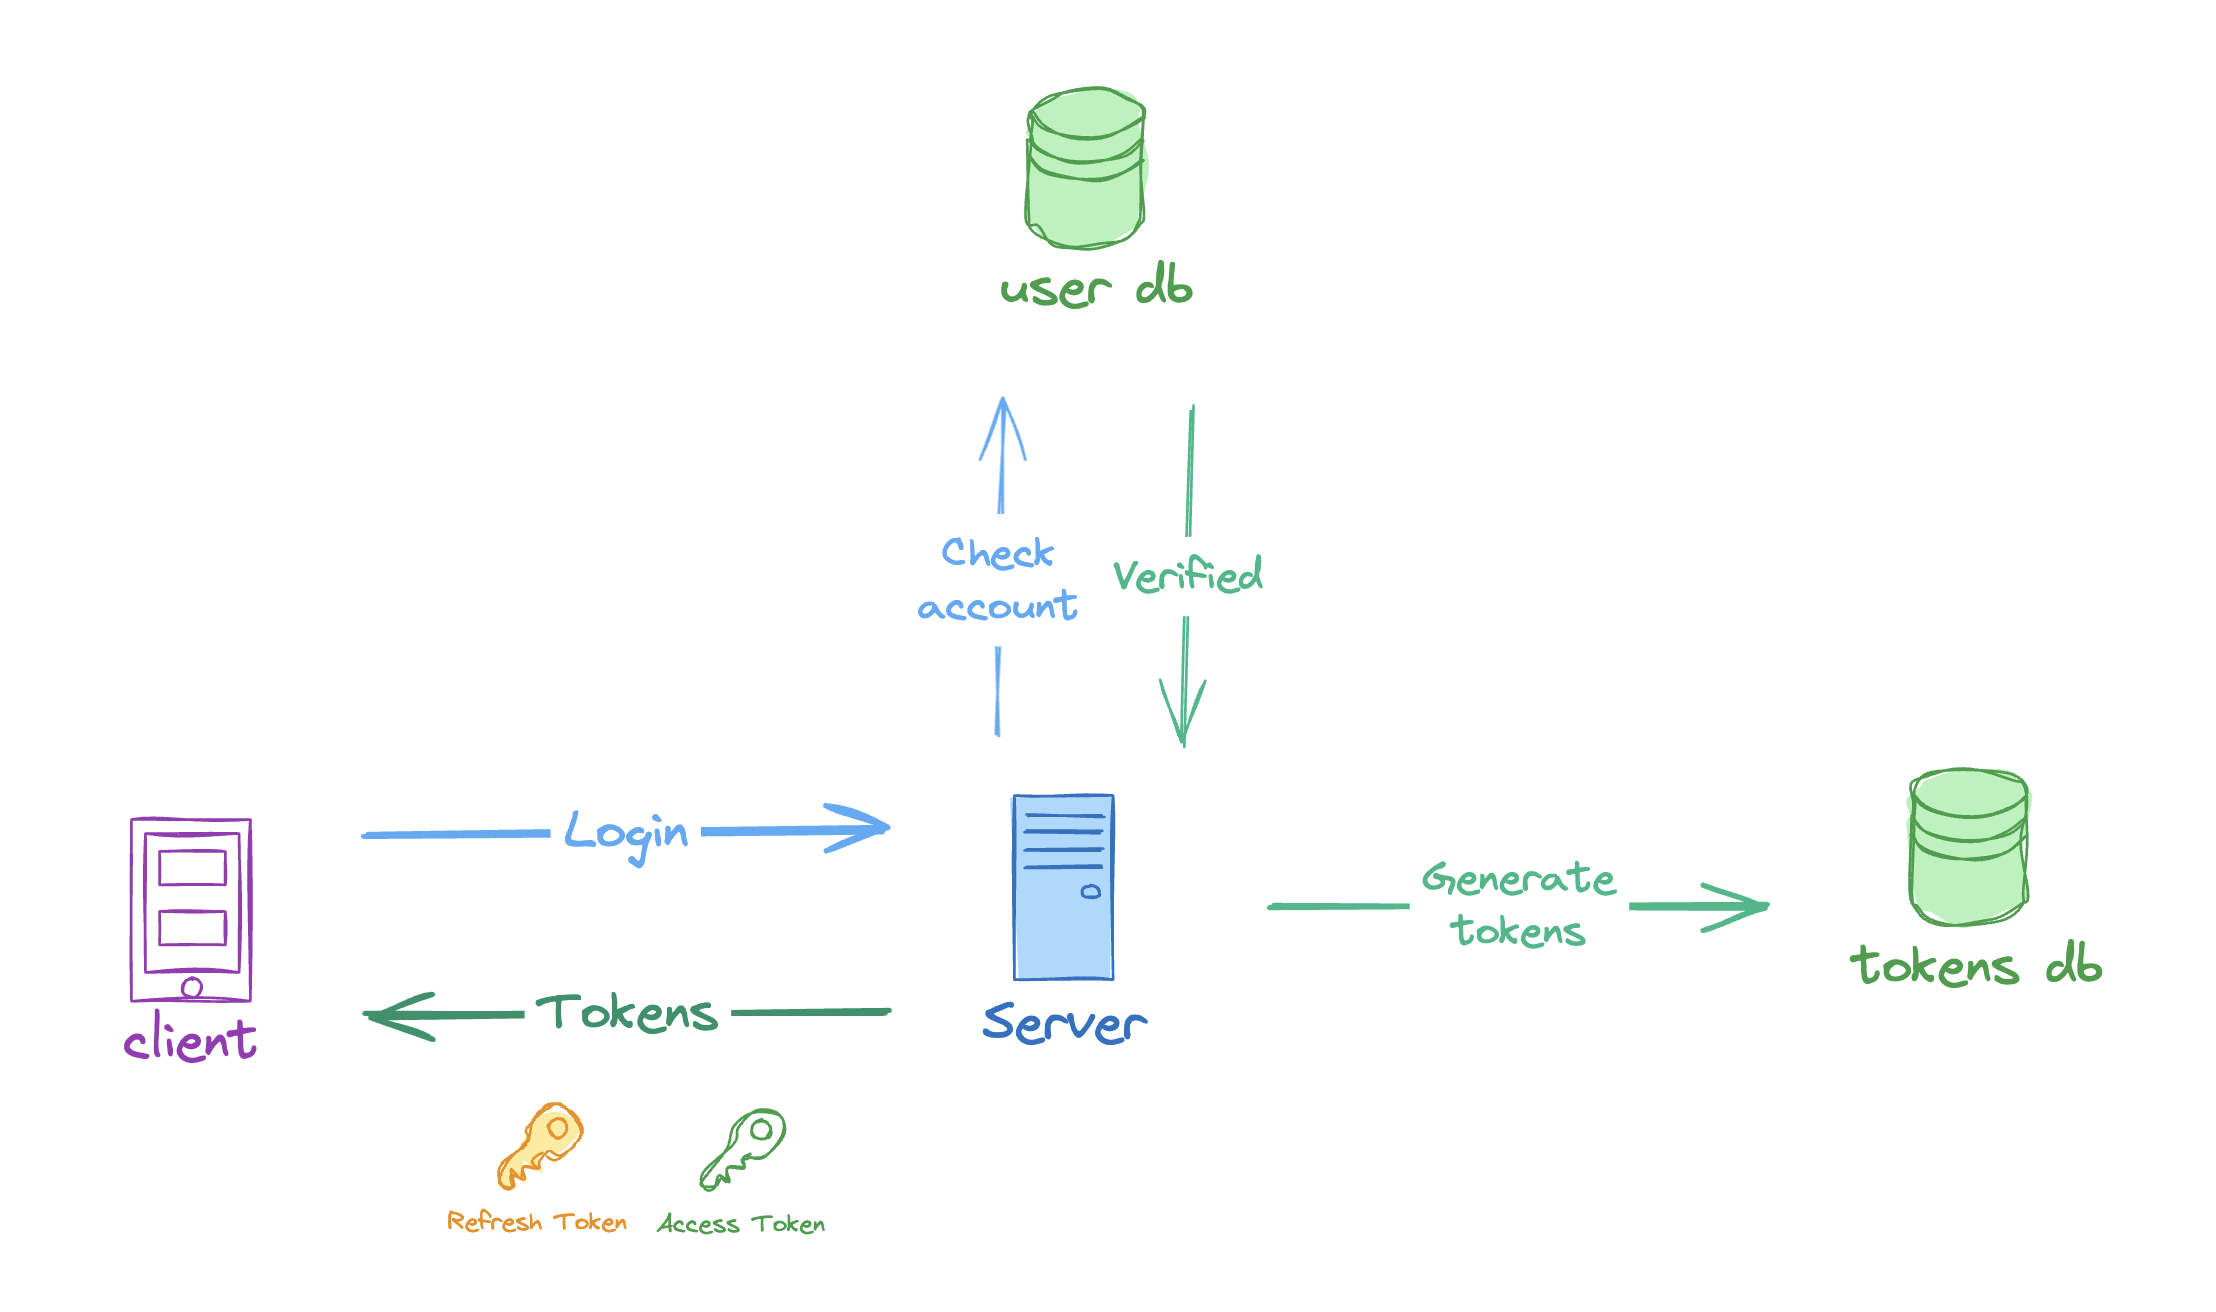 user db
Check
account
Verified
Login
Generate
tokens
tokens db
Tokens
Server
client
Refresh Token
Access Token